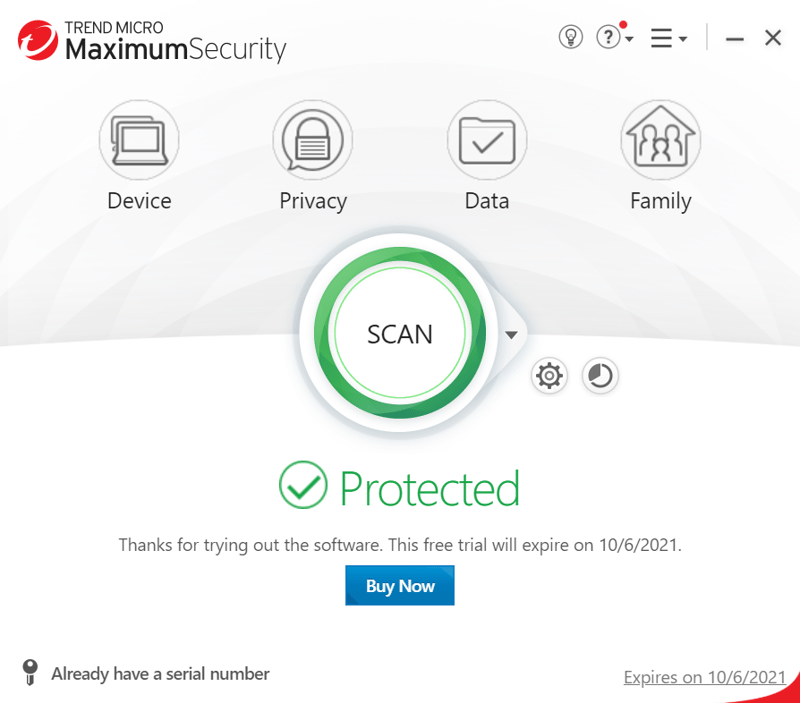 TREND MICRO
MaximumSecurity
?
Device
Privacy
Data
Family
SCAN
Protected
Thanks for trying out the software. This free trial will expire on 10/6/2021.
Buy Now
Already have a serial number
Expires on 10/6/2021